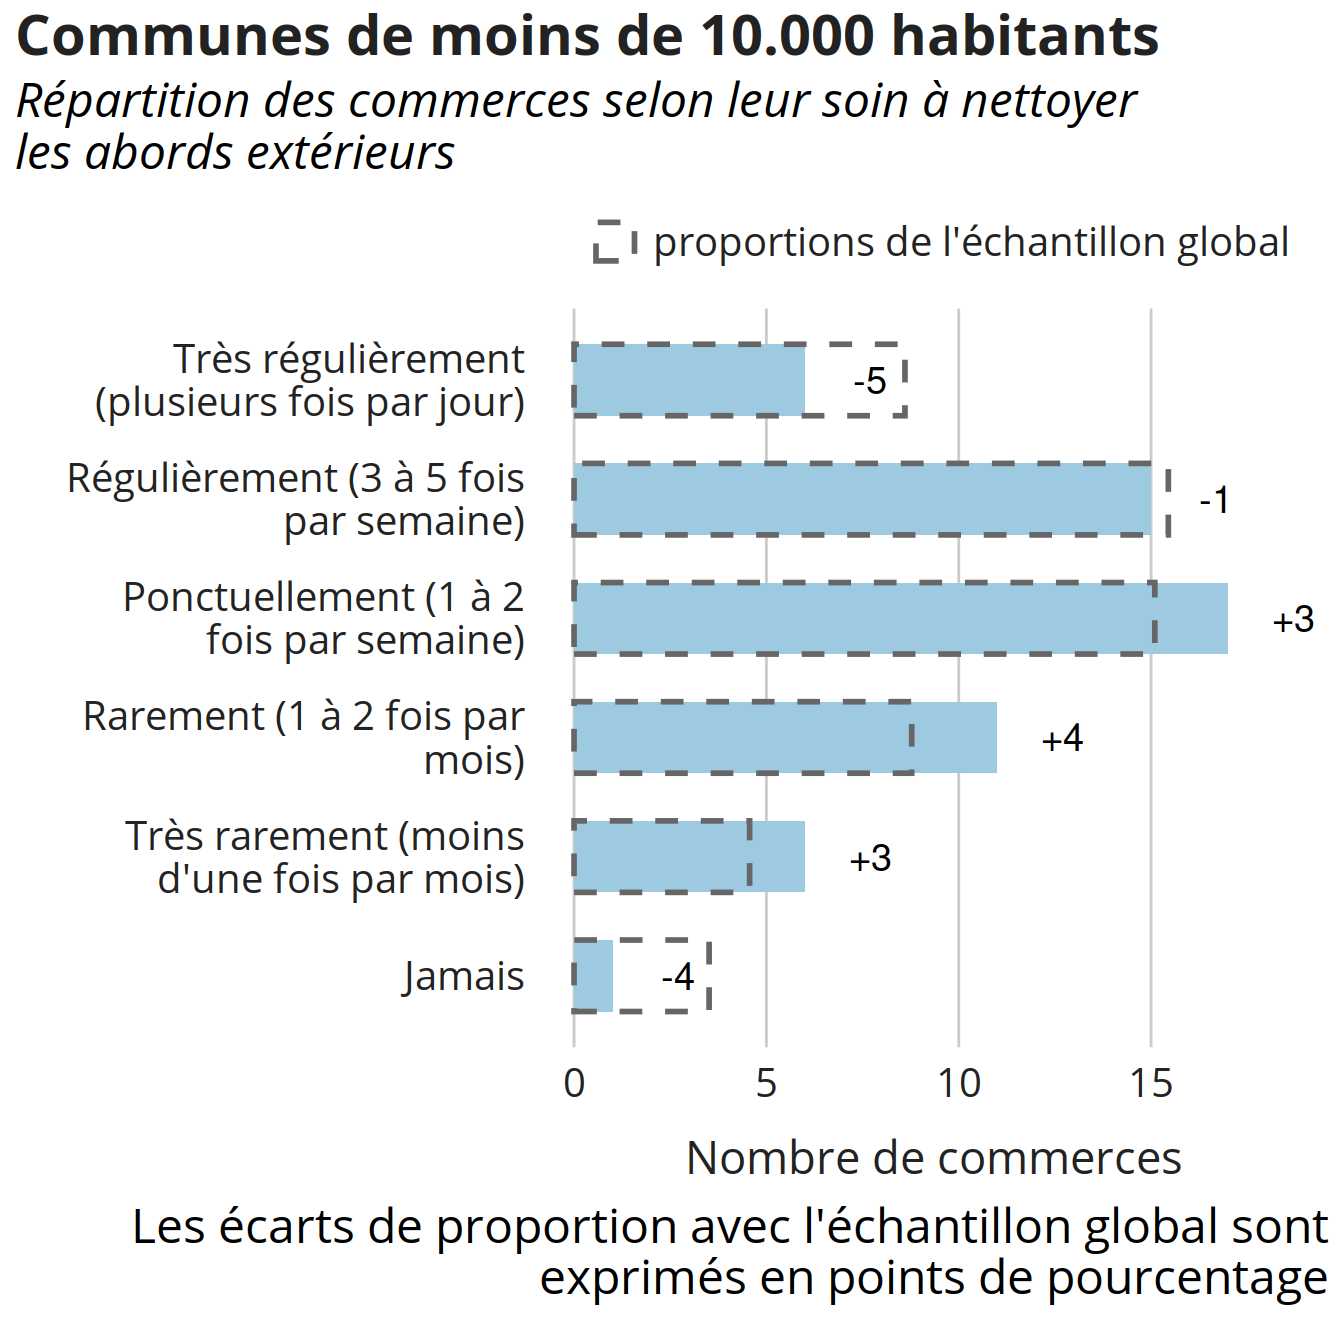 Communes de moins de 10.000 habitants
Répartition des commerces selon leur soin à nettoyer
les abords extérieurs
proportions de l'échantillon global
Très régulièrement
(plusieurs fois par jour)
-5
Régulièrement (3 à 5 fois
par semaine)
-1
Ponctuellement (1 à 2
fois par semaine)
+3
Rarement (1 à 2 fois par
mois)
+4
Très rarement (moins
d'une fois par mois)
+3
Jamais
-4
0 5 10 15
Nombre de commerces
Les écarts de proportion avec l'échantillon global sont
exprimés en points de pourcentage